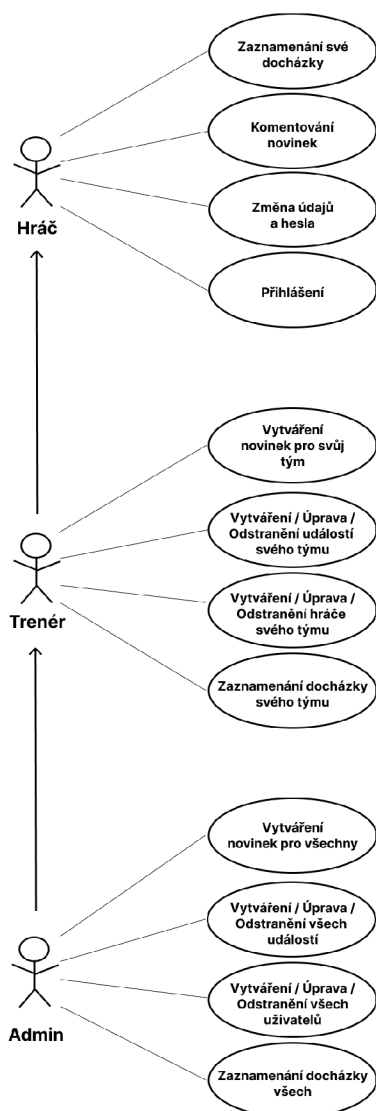 Zaznamenání své
docházky
Komentování
novinek
Hráč
Změna údajů
a hesla
Přihlášení
Vytváření
novinek pro svůj
tým
Vytváření / Úprava /
Odstranění událostí
svého týmu
Trenér
Vytváření / Úprava /
Odstranění hráče
svého týmu
Zaznamenání docházky
svého týmu
Vytváření
novinek pro všechny
Vytváření / Úprava /
Odstranění všech
událostí
Admin
Vytváření / Úprava /
Odstranění všech
uživatelů
Zaznamenání docházky
všech